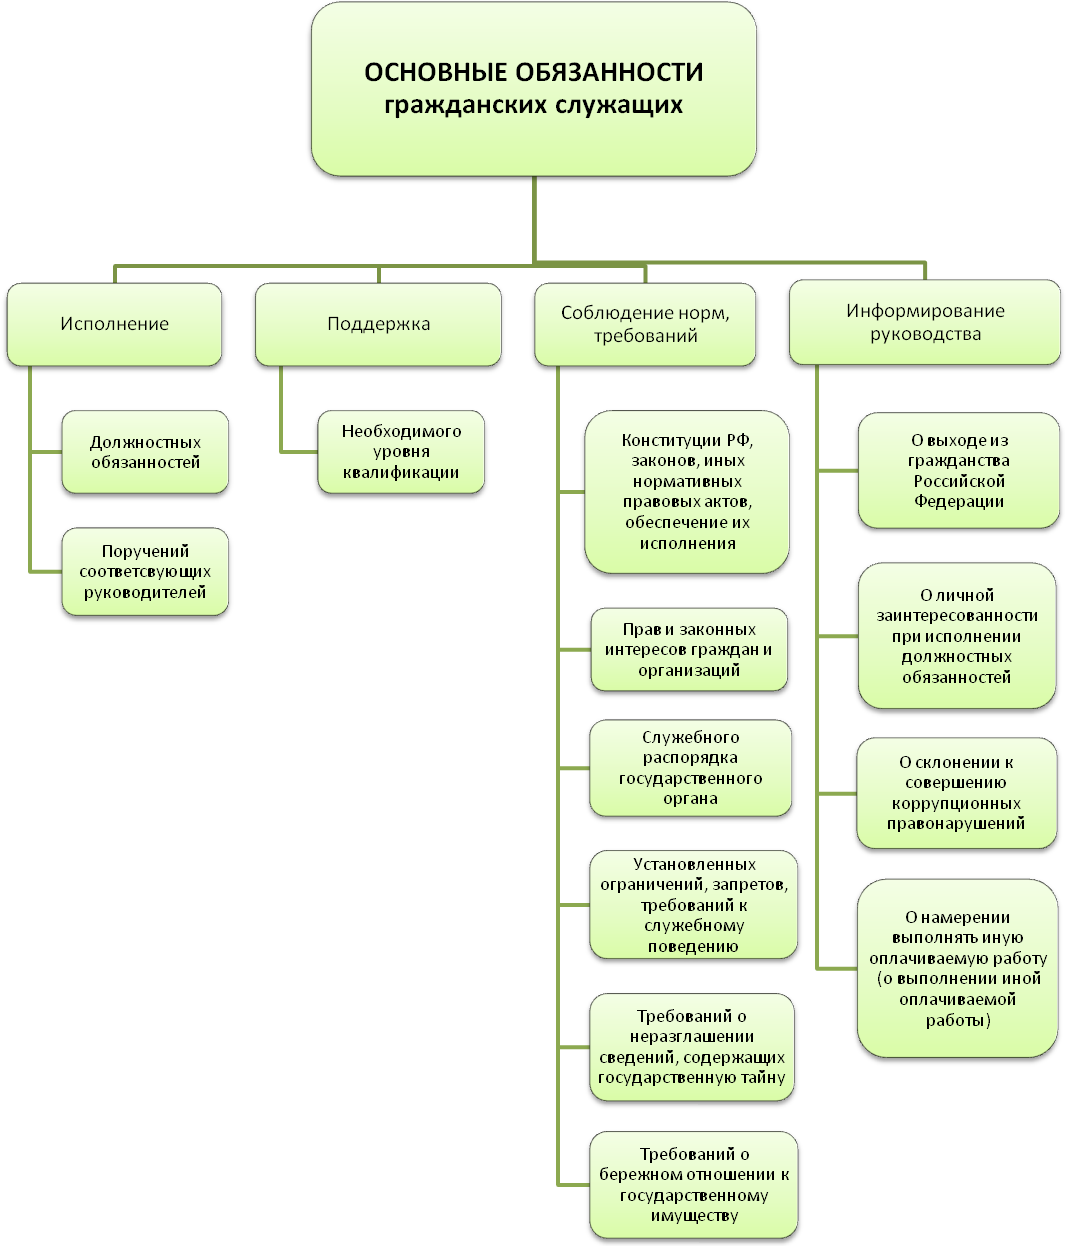 ОСНОВНЫЕ ОБЯЗАННОСТИ
гражданских служащих
Исполнение
Должностных
обязанностей
Поручений
соответсвующих
руководителей
Поддержка
Необходимого
уровня
квалификации
Соблюдение норм,
требований
Конституции РФ,
законов, иных
нормативных
правовых актов,
обеспечение их
исполнения
Прав и законных
интересов граждан и
организаций
Служебного
распорядка
государственного
органа
Установленных
ограничений, запретов,
требований к
служебному
поведению
Требований о
неразглашении
сведений, содержащих
государственную тайну
Требований о
бережном отношении к
государственному
имуществу
Информирование
руководства
О выходе из
гражданства
Российской
Федерации
О личной
заинтересованности
при исполнении
должностных
обязанностей
О склонении к
совершению
коррупционных
правонарушений
О намерении
выполнять иную
оплачиваемую работу
(о выполнении иной
оплачиваемой
работы)